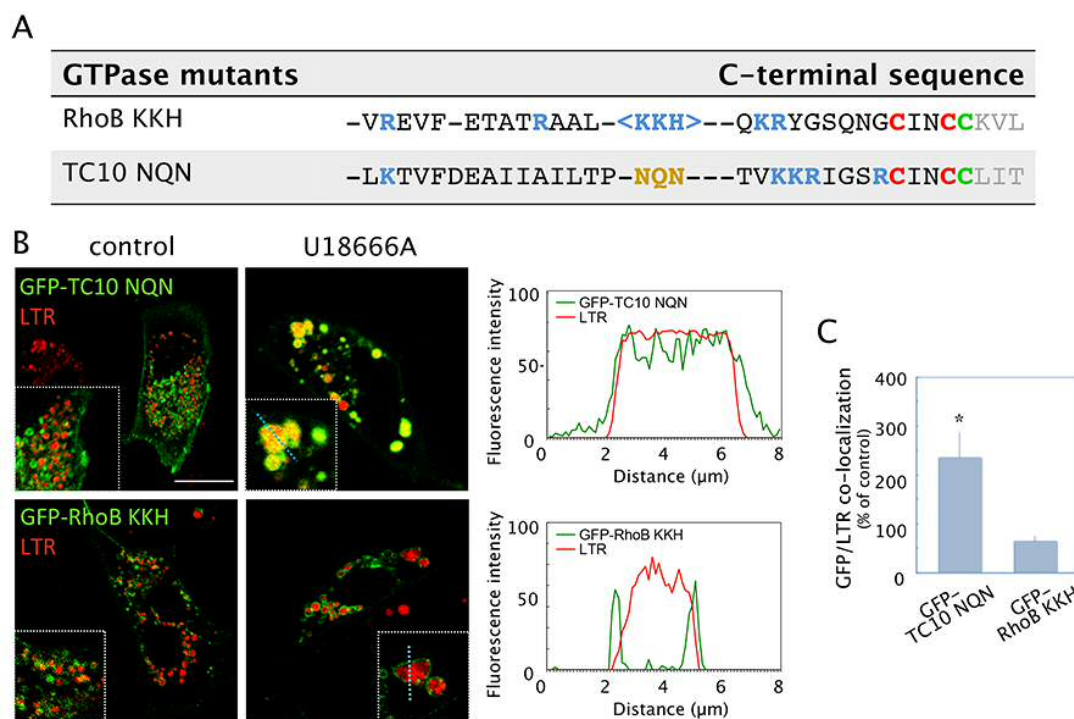 A
GTPase mutants C-terminal sequence
RhoB KKH -VREVF-ETATRAAL-<KKH>--QKRYGSQNGCINCCKVL
TC10 NQN -LKTVFDEAIIAILTP-NQN---TVKKRIGSRCINCCLIT
B
control U18666A
GFP-TC10 NQN
LTR
Fluorescence intensity
100
50
0
GFP-TC10 NQN
LTR
0 2 4 6 8
Distance (μm)
GFP-RhoB KKH
LTR
Fluorescence intensity
100
50
0
GFP-RhoB KKH
LTR
0 2 4 6 8
Distance (μm)
C
GFP/LTR co-localization
(% of control)
400
300
200
100
0
*
GFP-
TC10 NQN
GFP-
RhoB KKH